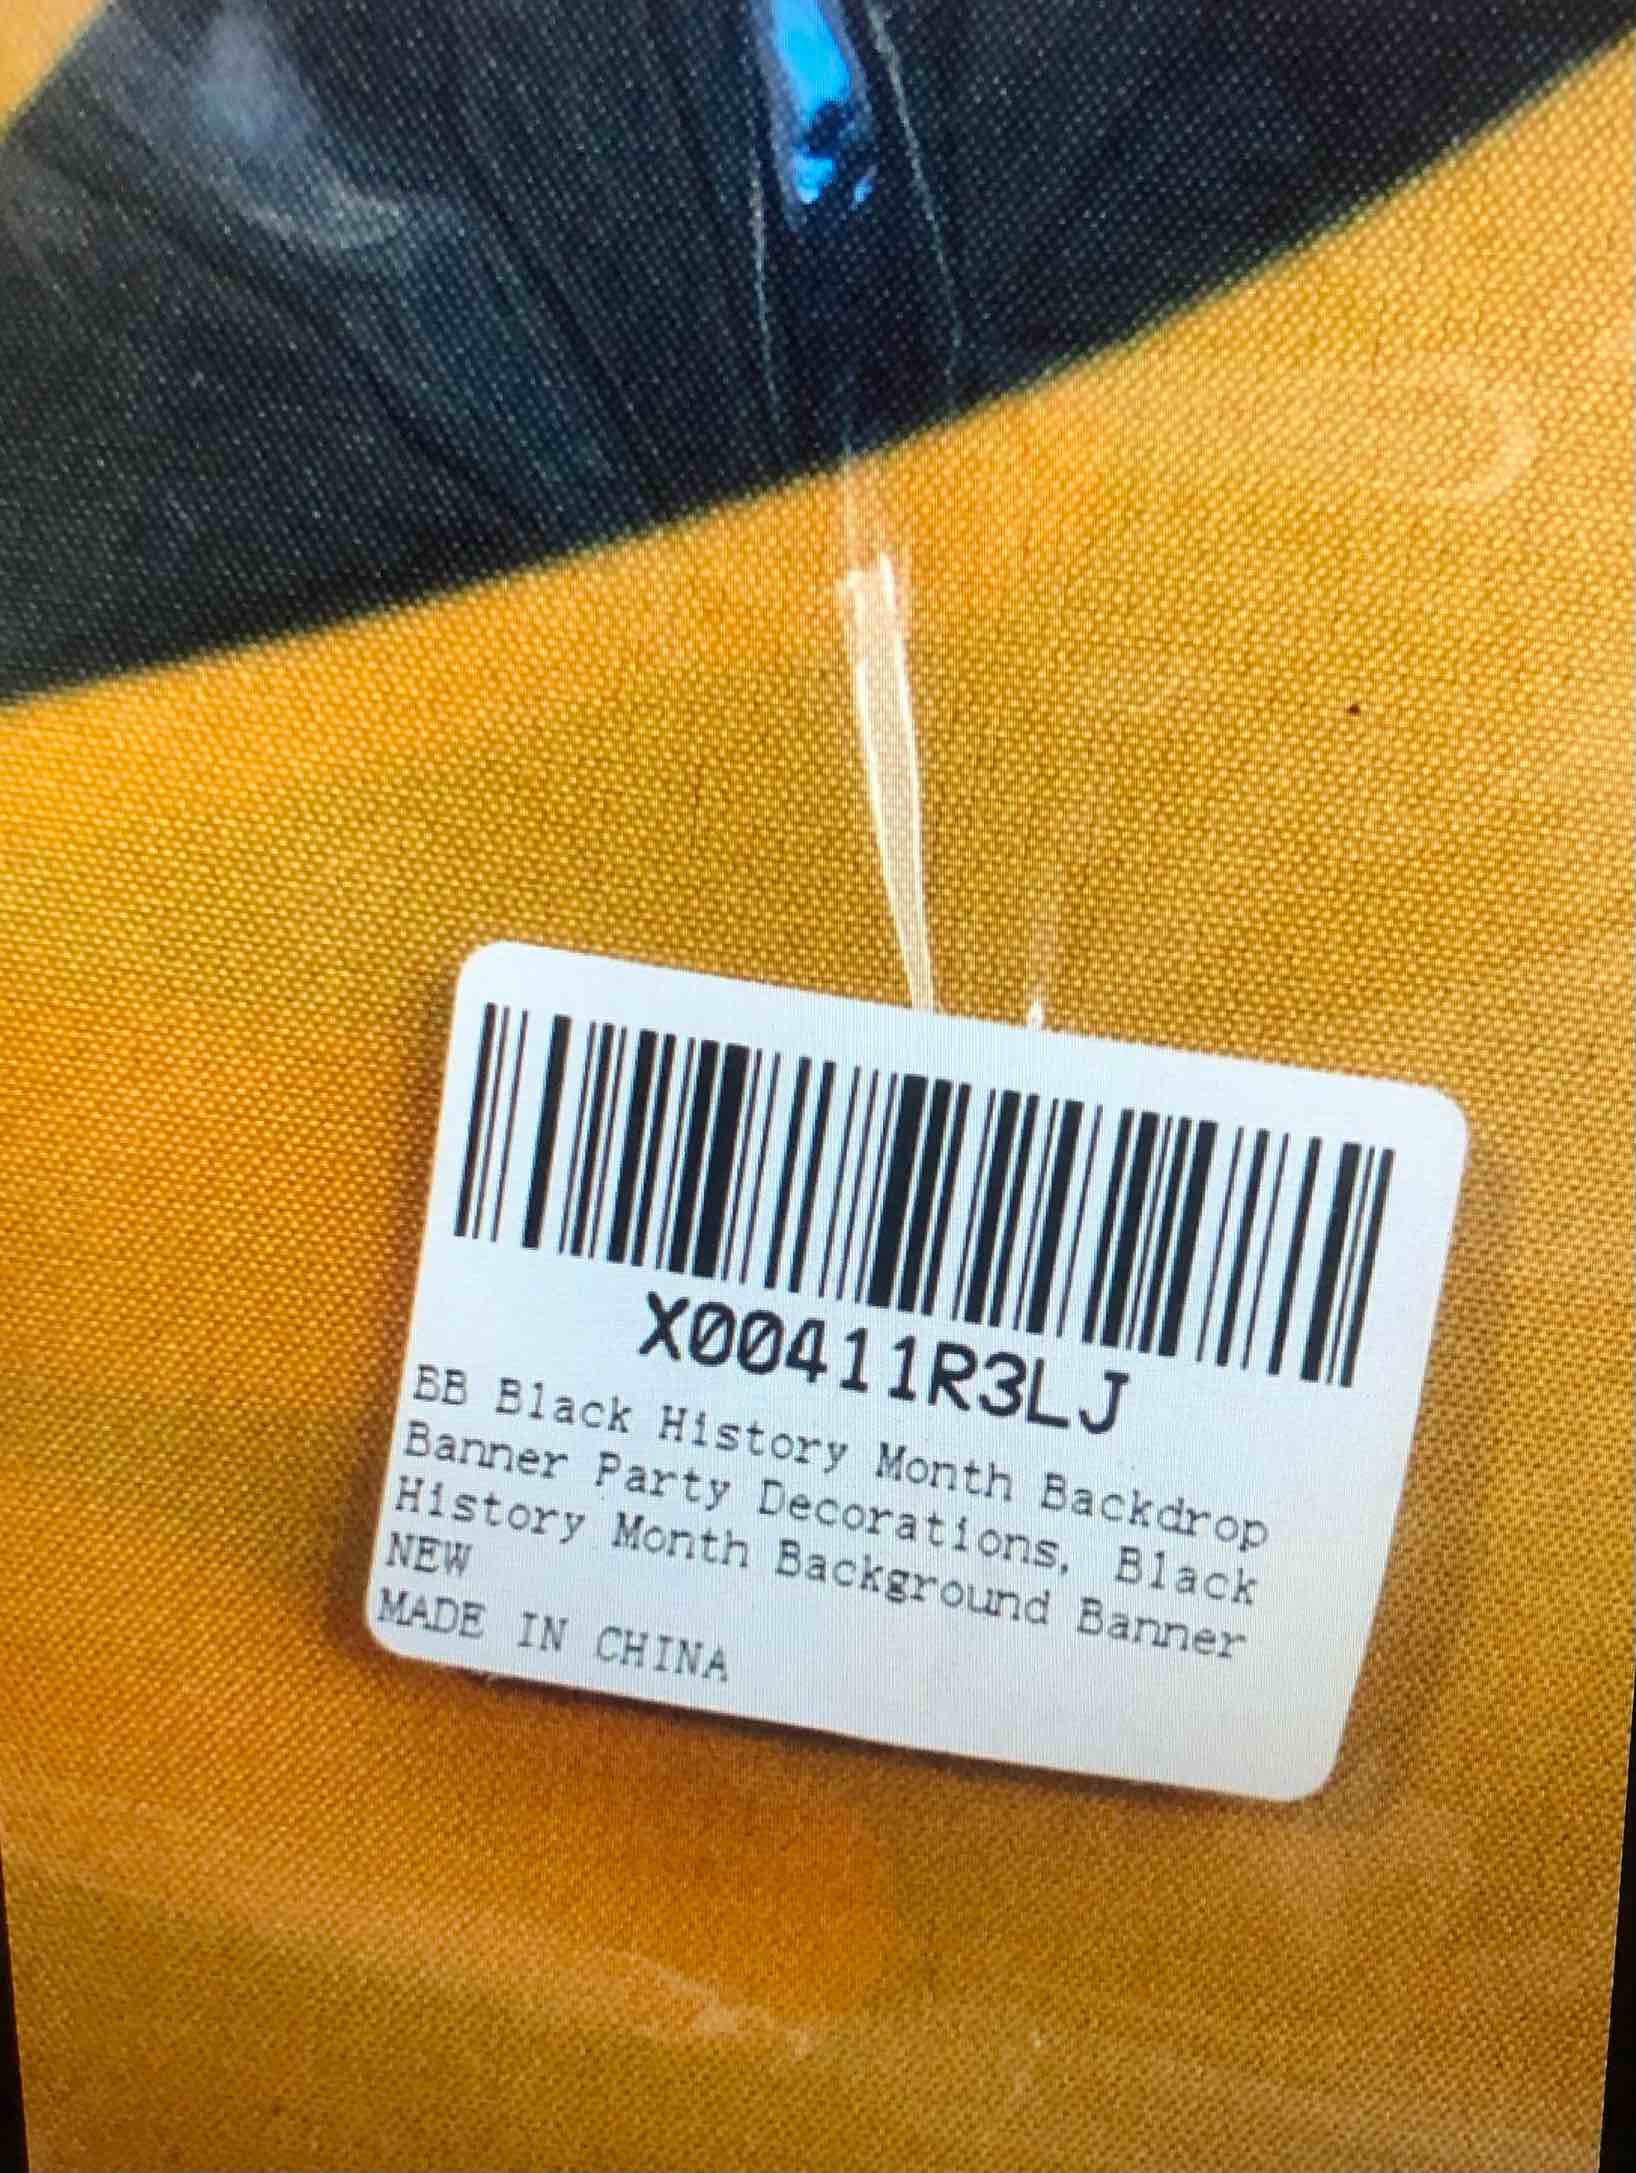 X00411R3LJ
BB Black History Month Backdrop
Banner Party Decorations, Black
History Month Background Banner
NEW
MADE IN CHINA